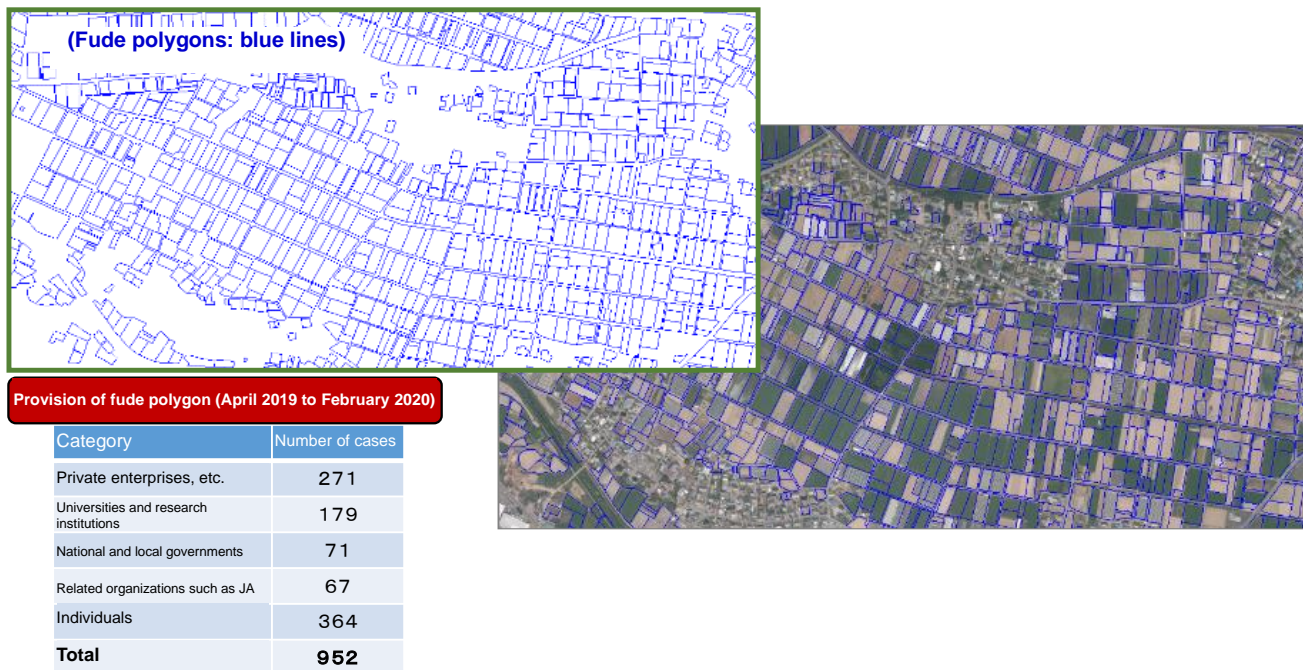 (Fude polygons: blue lines)
Provision of fude polygon (April 2019 to February 2020)
Category Number of cases
Private enterprises, etc. 271
Universities and research
institutions 179
National and local governments 71
Related organizations such as JA 67
Individuals 364
Total 952